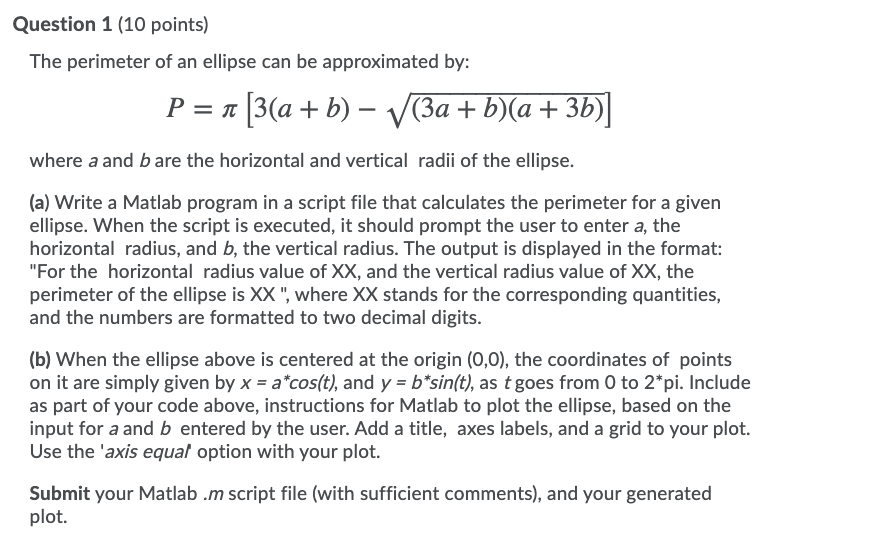 Question 1 (10 points)
The perimeter of an ellipse can be approximated by:
P = π [3(a + b) − √(3a + b)(a + 3b)]
where a and b are the horizontal and vertical radii of the ellipse.
(a) Write a Matlab program in a script file that calculates the perimeter for a given
ellipse. When the script is executed, it should prompt the user to enter a, the
horizontal radius, and b, the vertical radius. The output is displayed in the format:
"For the horizontal radius value of XX, and the vertical radius value of XX, the
perimeter of the ellipse is XX ", where XX stands for the corresponding quantities,
and the numbers are formatted to two decimal digits.
(b) When the ellipse above is centered at the origin (0,0), the coordinates of points
on it are simply given by x = a*cos(t), and y = b*sin(t), as t goes from 0 to 2*pi. Include
as part of your code above, instructions for Matlab to plot the ellipse, based on the
input for a and b entered by the user. Add a title, axes labels, and a grid to your plot.
Use the 'axis equal' option with your plot.
Submit your Matlab .m script file (with sufficient comments), and your generated
plot.